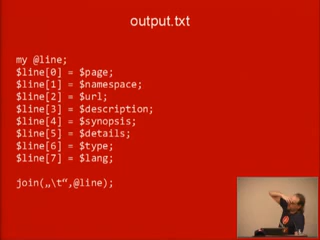 output.txt
my @line;
$line[0] = $page;
$line[1] = $namespace;
$line[2] = $url;
$line[3] = $description;
$line[4] = $synopsis;
$line[5] = $details;
$line[6] = $type;
$line[7] = $lang;
join(„\t“,@line);